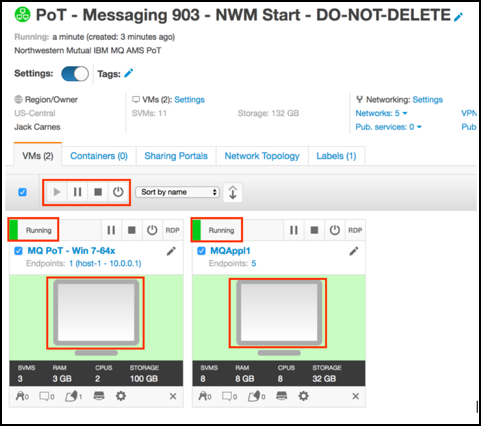 PoT - Messaging 903 - NWM Start - DO-NOT-DELETE
Running: a minute (created: 3 minutes ago)
Northwestern Mutual IBM MQ AMS PoT
Settings: Tags:
Region/Owner VMs (2): Settings Networking: Settings
US-Central SVMs: 11 Storage: 132 GB Networks: 5 VPN
Jack Carnes Pub. services: 0 Pub
VMs (2) Containers (0) Sharing Portals Network Topology Labels (1)
Sort by name
Running RDP Running RDP
MQ PoT - Win 7-64x MQAppl1
Endpoints: 1 (host-1 - 10.0.0.1) Endpoints: 5
SVMS RAM CPUS STORAGE SVMS RAM CPUS STORAGE
3 3 GB 2 100 GB 8 8 GB 8 32 GB
0 0 1 0 0 0